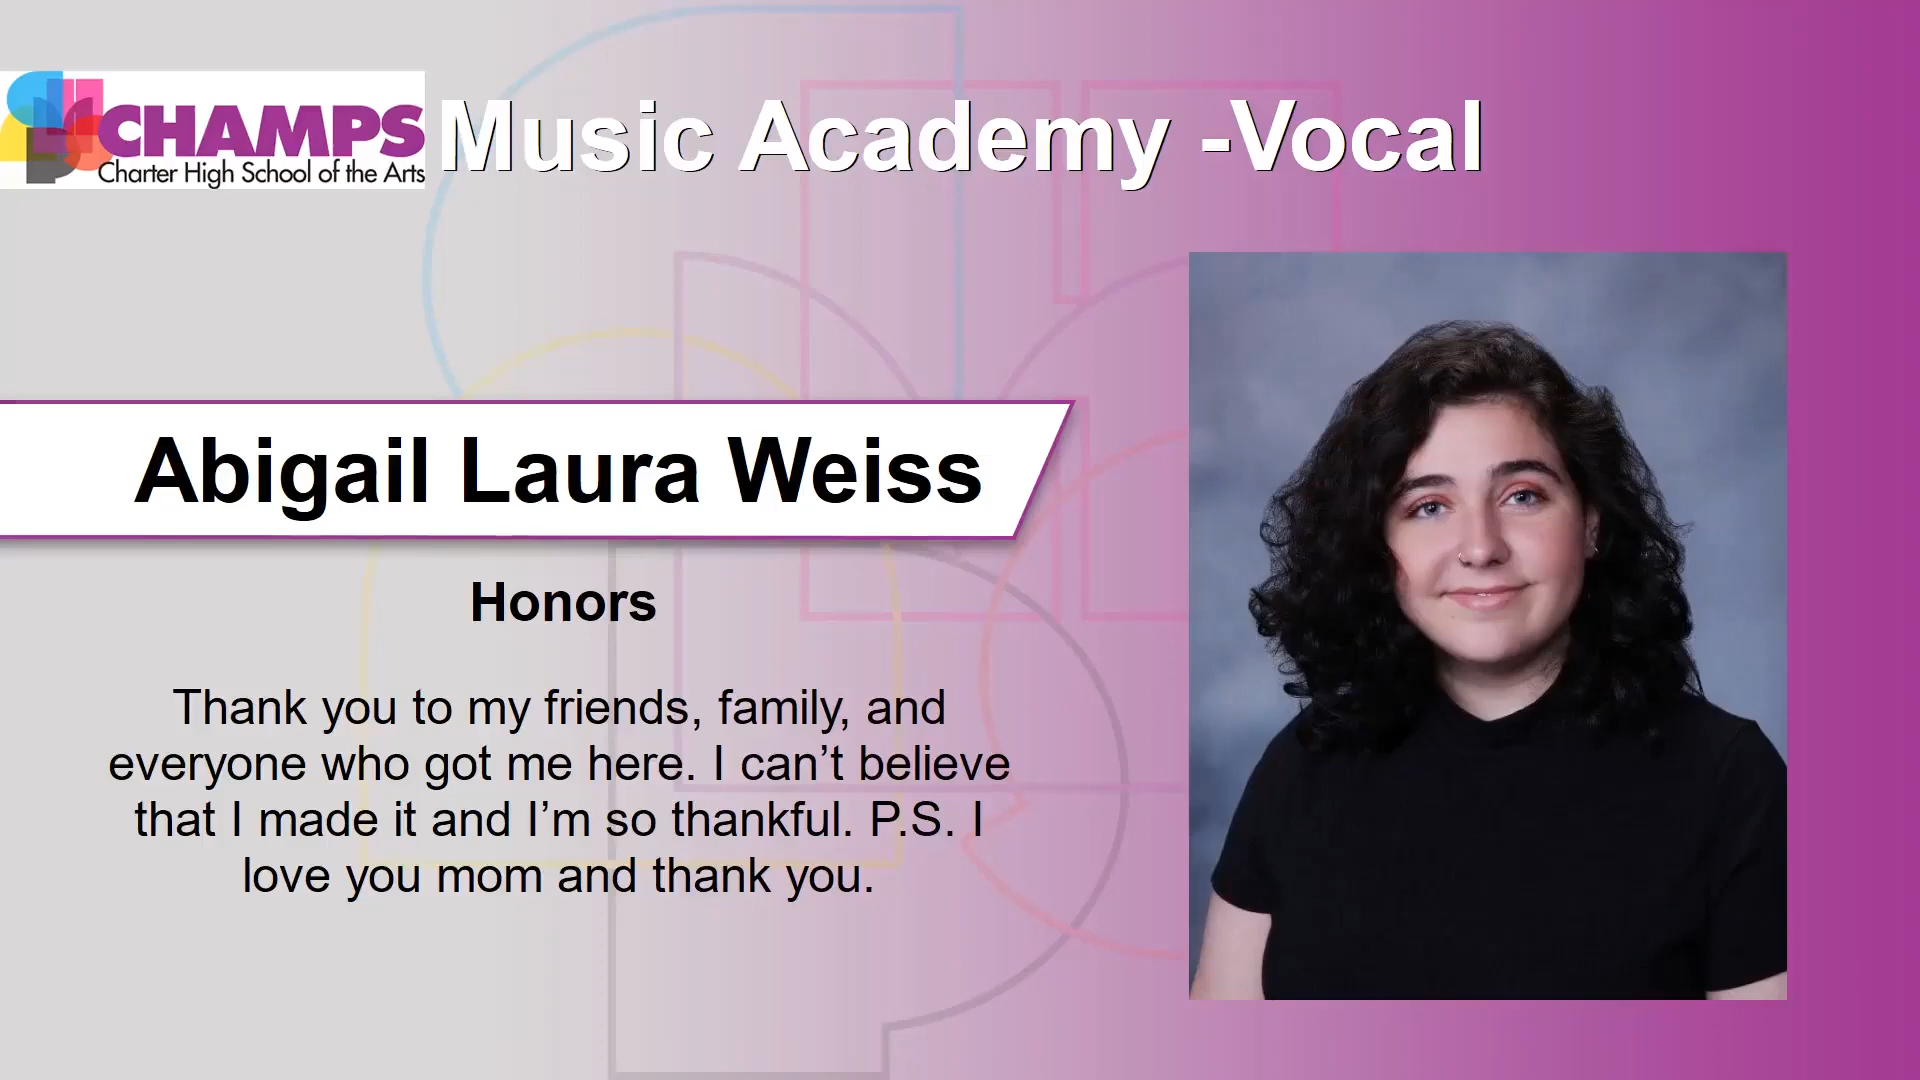 CHAMPS
Charter High School of the Arts
Music Academy -Vocal
Abigail Laura Weiss
Honors
Thank you to my friends, family, and
everyone who got me here. I can’t believe
that I made it and I’m so thankful. P.S. I
love you mom and thank you.